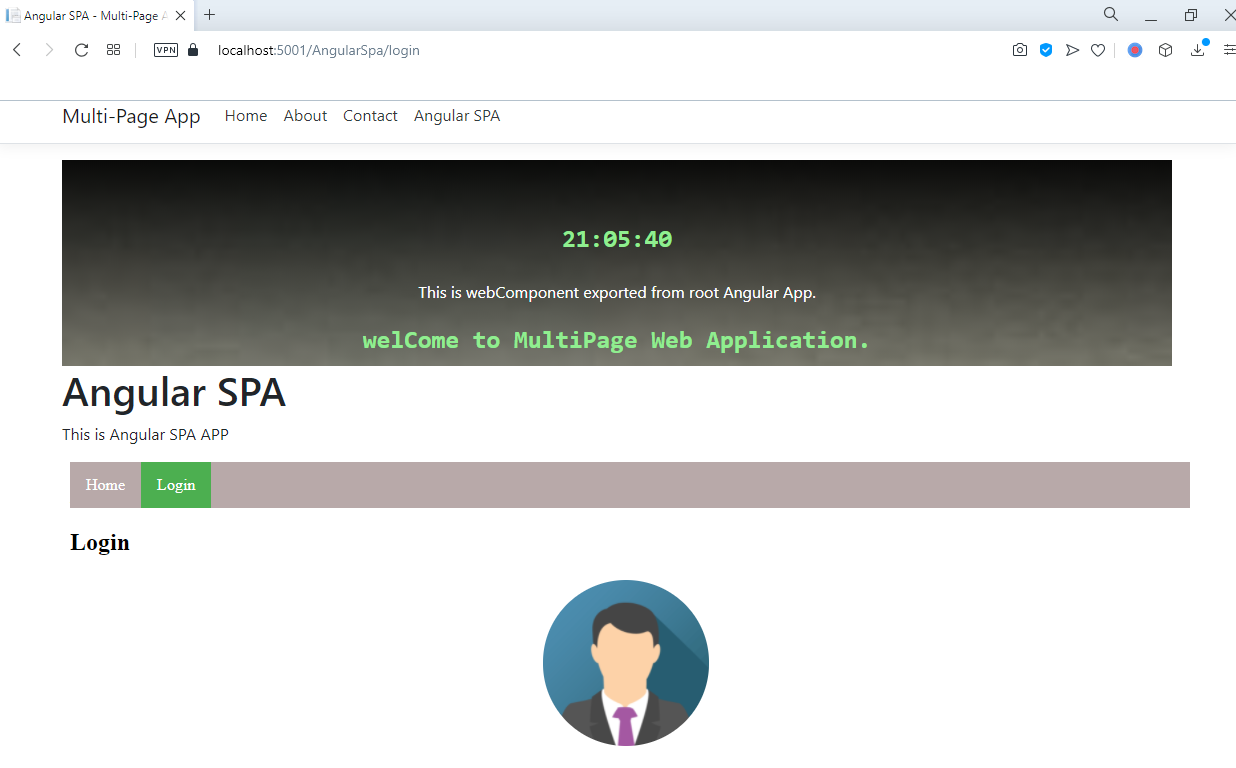 Angular SPA - Multi-Page A
VPN localhost:5001/AngularSpa/login
Multi-Page App Home About Contact Angular SPA
21:05:40
This is webComponent exported from root Angular App.
welCome to MultiPage Web Application.
Angular SPA
This is Angular SPA APP
Home Login
Login